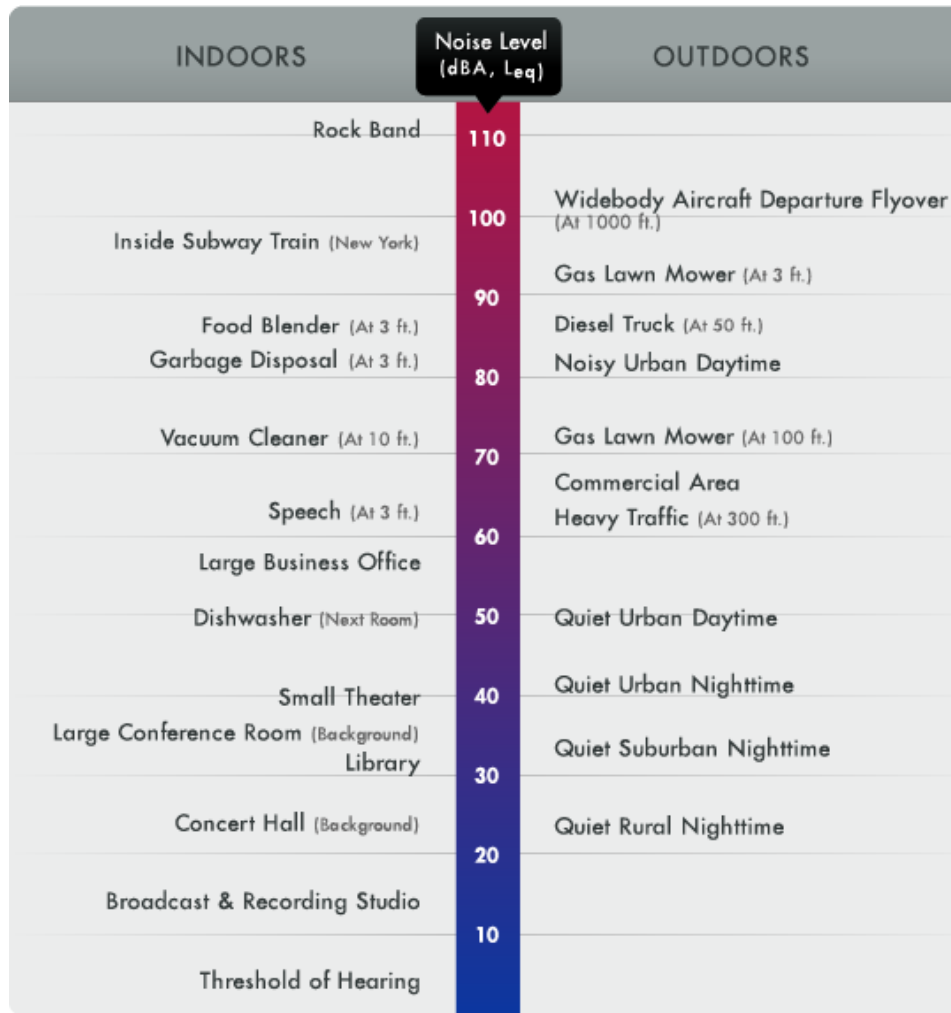 INDOORS
Noise Level
(dBA, Leq)
OUTDOORS
Rock Band
110
Widebody Aircraft Departure Flyover
(At 1000 ft.)
100
Inside Subway Train (New York)
Gas Lawn Mower (At 3 ft.)
90
Food Blender (At 3 ft.)
Diesel Truck (At 50 ft.)
Garbage Disposal (At 3 ft.)
Noisy Urban Daytime
80
Vacuum Cleaner (At 10 ft.)
Gas Lawn Mower (At 100 ft.)
70
Commercial Area
Speech (At 3 ft.)
Heavy Traffic (At 300 ft.)
60
Large Business Office
Dishwasher (Next Room)
50
Quiet Urban Daytime
Quiet Urban Nighttime
Small Theater
40
Large Conference Room (Background)
Quiet Suburban Nighttime
Library
30
Concert Hall (Background)
Quiet Rural Nighttime
20
Broadcast & Recording Studio
10
Threshold of Hearing